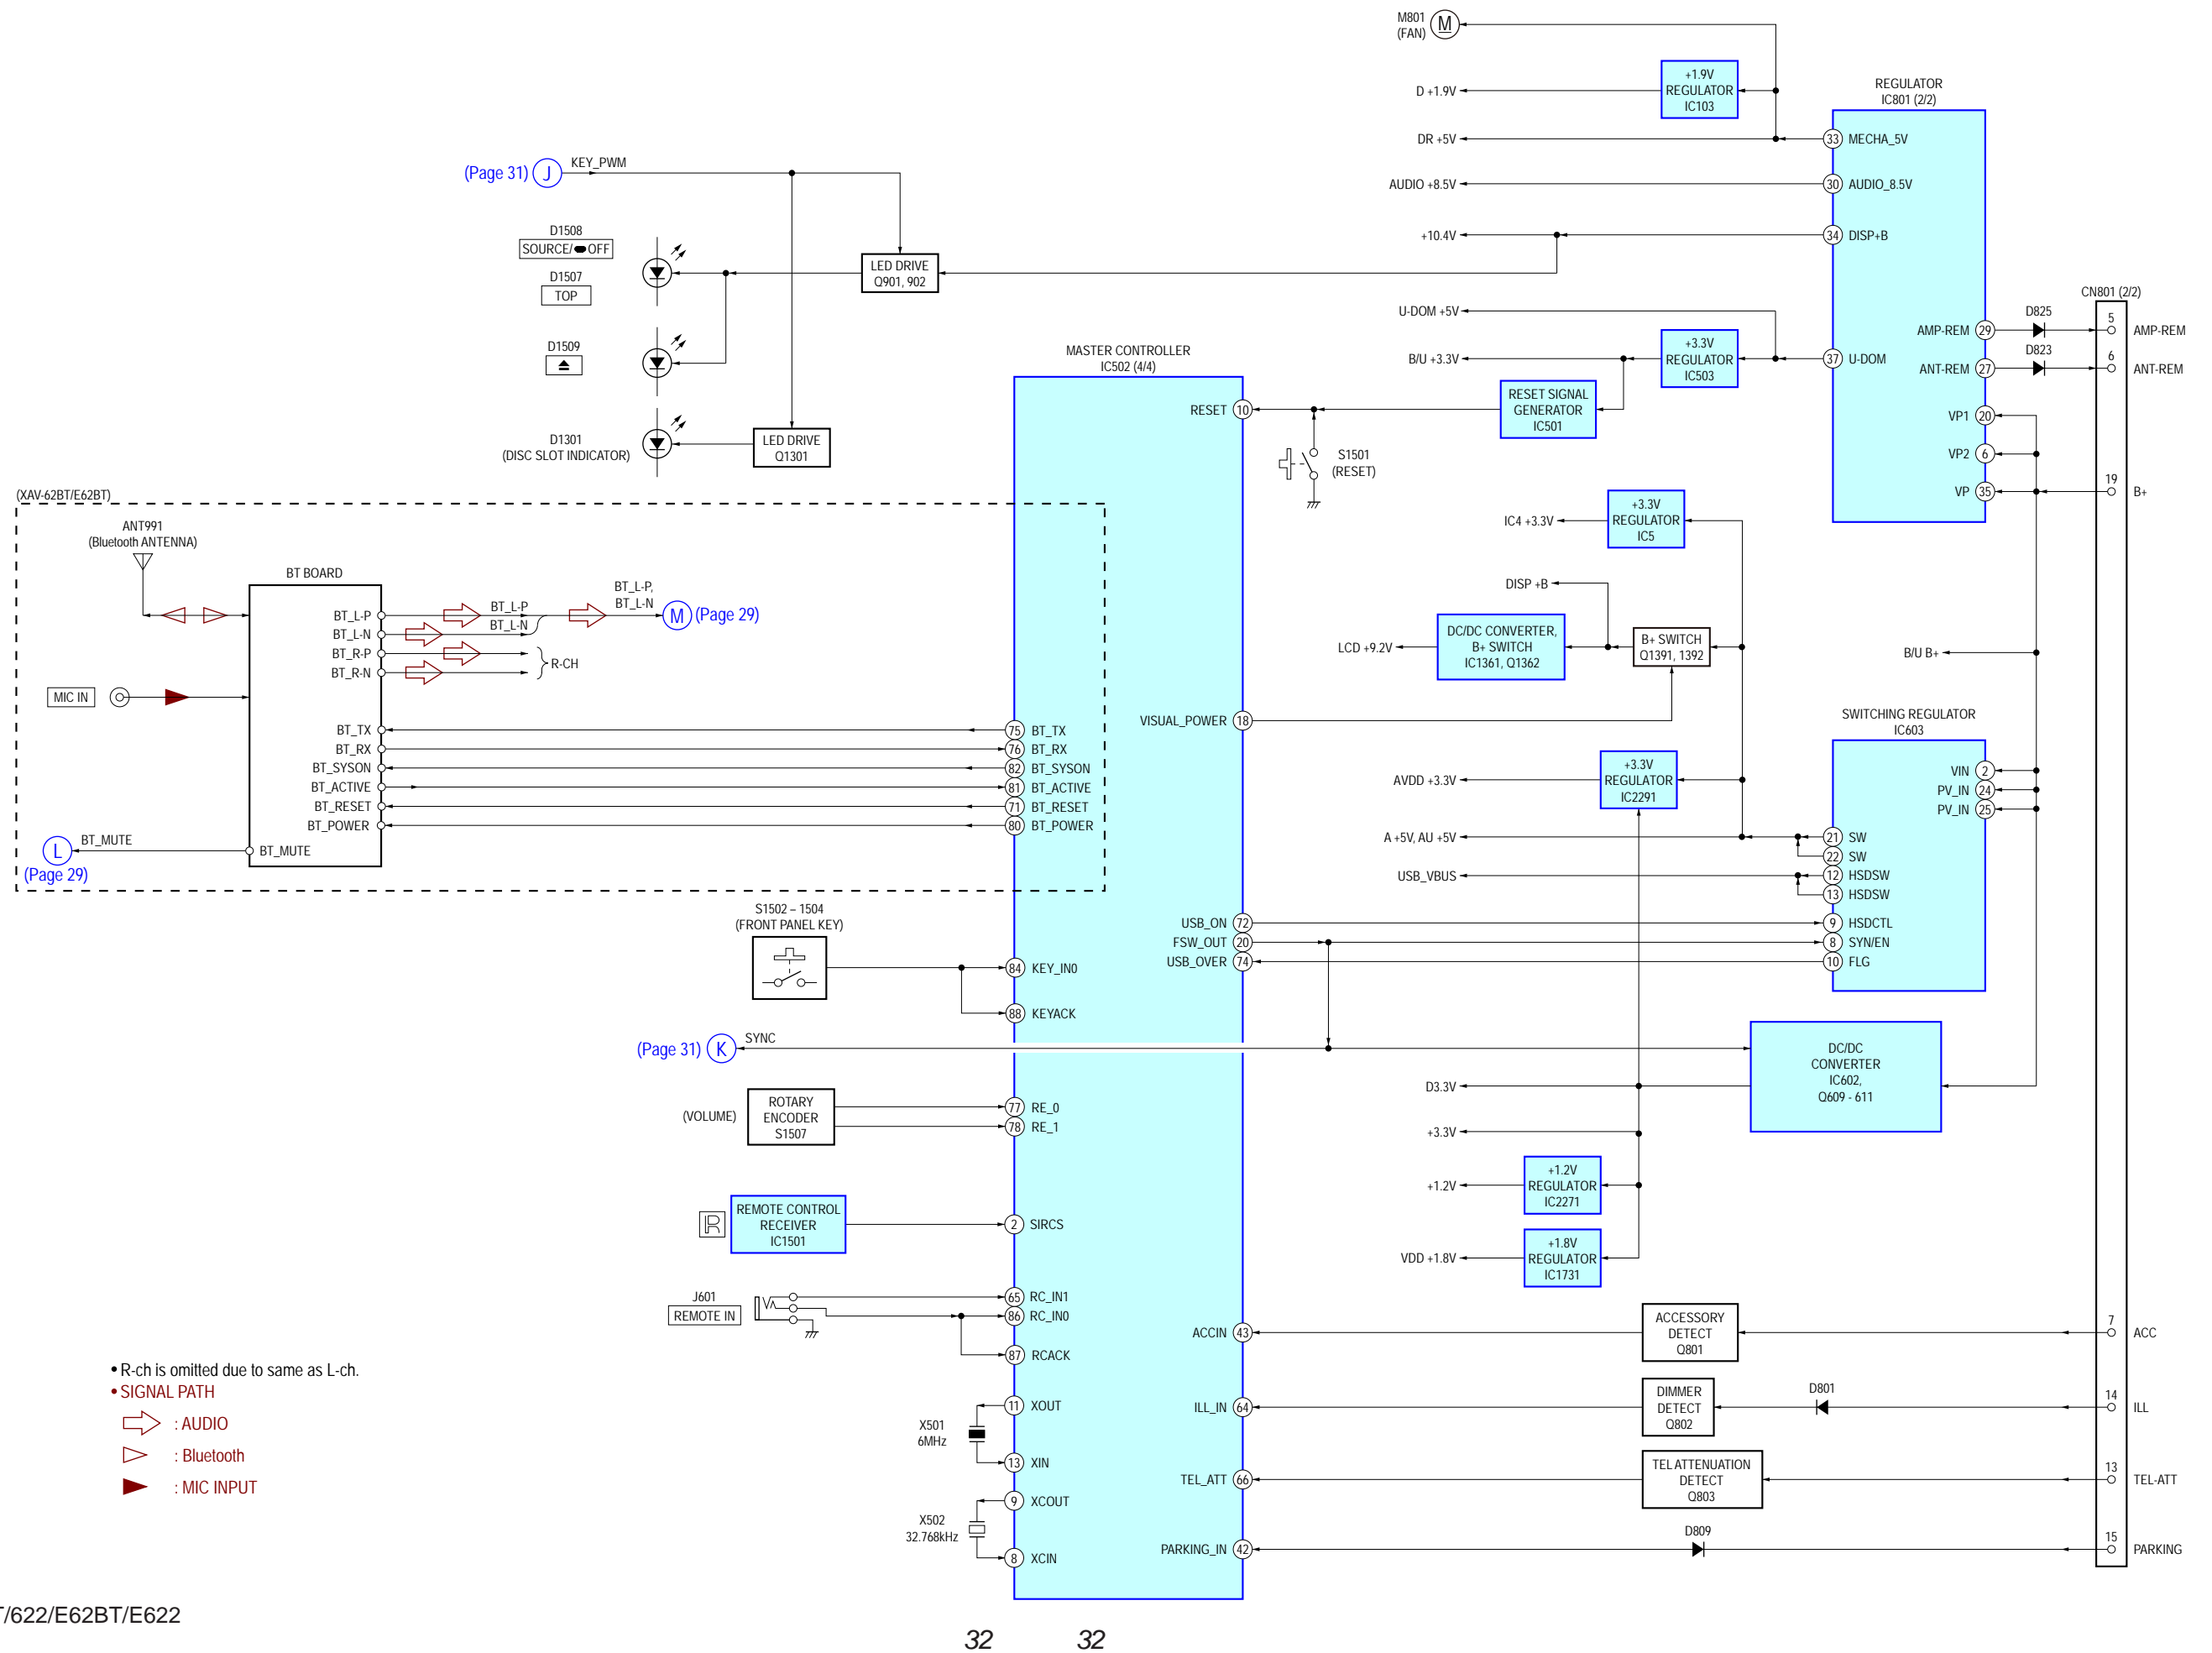 M801
(FAN)
M
+1.9V
REGULATOR
IC103
D +1.9V
DR +5V
AUDIO +8.5V
+10.4V
REGULATOR
IC801 (2/2)
33 MECHA_5V
30 AUDIO_8.5V
34 DISP+B
37 U-DOM
AMP-REM 29
ANT-REM 27
VP1 20
VP2 6
VP 35
D825
D823
CN801 (2/2)
5 AMP-REM
6 ANT-REM
19 B+
(Page 31) J KEY_PWM
D1508
SOURCE/ OFF
D1507
TOP
D1509
D1301
(DISC SLOT INDICATOR)
LED DRIVE
Q901, 902
LED DRIVE
Q1301
U-DOM +5V
B/U +3.3V
+3.3V
REGULATOR
IC503
RESET SIGNAL
GENERATOR
IC501
S1501
(RESET)
MASTER CONTROLLER
IC502 (4/4)
RESET 10
VISUAL_POWER 18
IC4 +3.3V
+3.3V
REGULATOR
IC5
DISP +B
LCD +9.2V
DC/DC CONVERTER,
B+ SWITCH
IC1361, Q1362
B+ SWITCH
Q1391, 1392
B/U B+
AVDD +3.3V
+3.3V
REGULATOR
IC2291
A +5V, AU +5V
USB_VBUS
SWITCHING REGULATOR
IC603
VIN 2
PV_IN 24
PV_IN 25
21 SW
22 SW
12 HSDSW
13 HSDSW
9 HSDCTL
8 SYN/EN
10 FLG
USB_ON 72
FSW_OUT 20
USB_OVER 74
(XAV-62BT/E62BT)
ANT991
(Bluetooth ANTENNA)
BT BOARD
MIC IN
BT_L-P
BT_L-N
BT_R-P
BT_R-N
BT_TX
BT_RX
BT_SYSON
BT_ACTIVE
BT_RESET
BT_POWER
BT_MUTE
BT_L-P
BT_L-N
BT_L-P,
BT_L-N
M (Page 29)
R-CH
L BT_MUTE
(Page 29)
75 BT_TX
76 BT_RX
82 BT_SYSON
81 BT_ACTIVE
71 BT_RESET
80 BT_POWER
S1502 – 1504
(FRONT PANEL KEY)
84 KEY_IN0
88 KEYACK
(Page 31) K SYNC
(VOLUME)
ROTARY
ENCODER
S1507
77 RE_0
78 RE_1
R
REMOTE CONTROL
RECEIVER
IC1501
2 SIRCS
J601
REMOTE IN
65 RC_IN1
86 RC_IN0
87 RCACK
X501
6MHz
11 XOUT
13 XIN
X502
32.768kHz
9 XCOUT
8 XCIN
DC/DC
CONVERTER
IC602,
Q609 - 611
D3.3V
+3.3V
+1.2V
+1.2V
REGULATOR
IC2271
VDD +1.8V
+1.8V
REGULATOR
IC1731
ACCIN 43
ACCESSORY
DETECT
Q801
7 ACC
ILL_IN 64
DIMMER
DETECT
Q802
D801
14 ILL
TEL_ATT 66
TEL ATTENUATION
DETECT
Q803
13 TEL-ATT
PARKING_IN 42
D809
15 PARKING
• R-ch is omitted due to same as L-ch.
• SIGNAL PATH
: AUDIO
: Bluetooth
: MIC INPUT
T/622/E62BT/E622
32 32